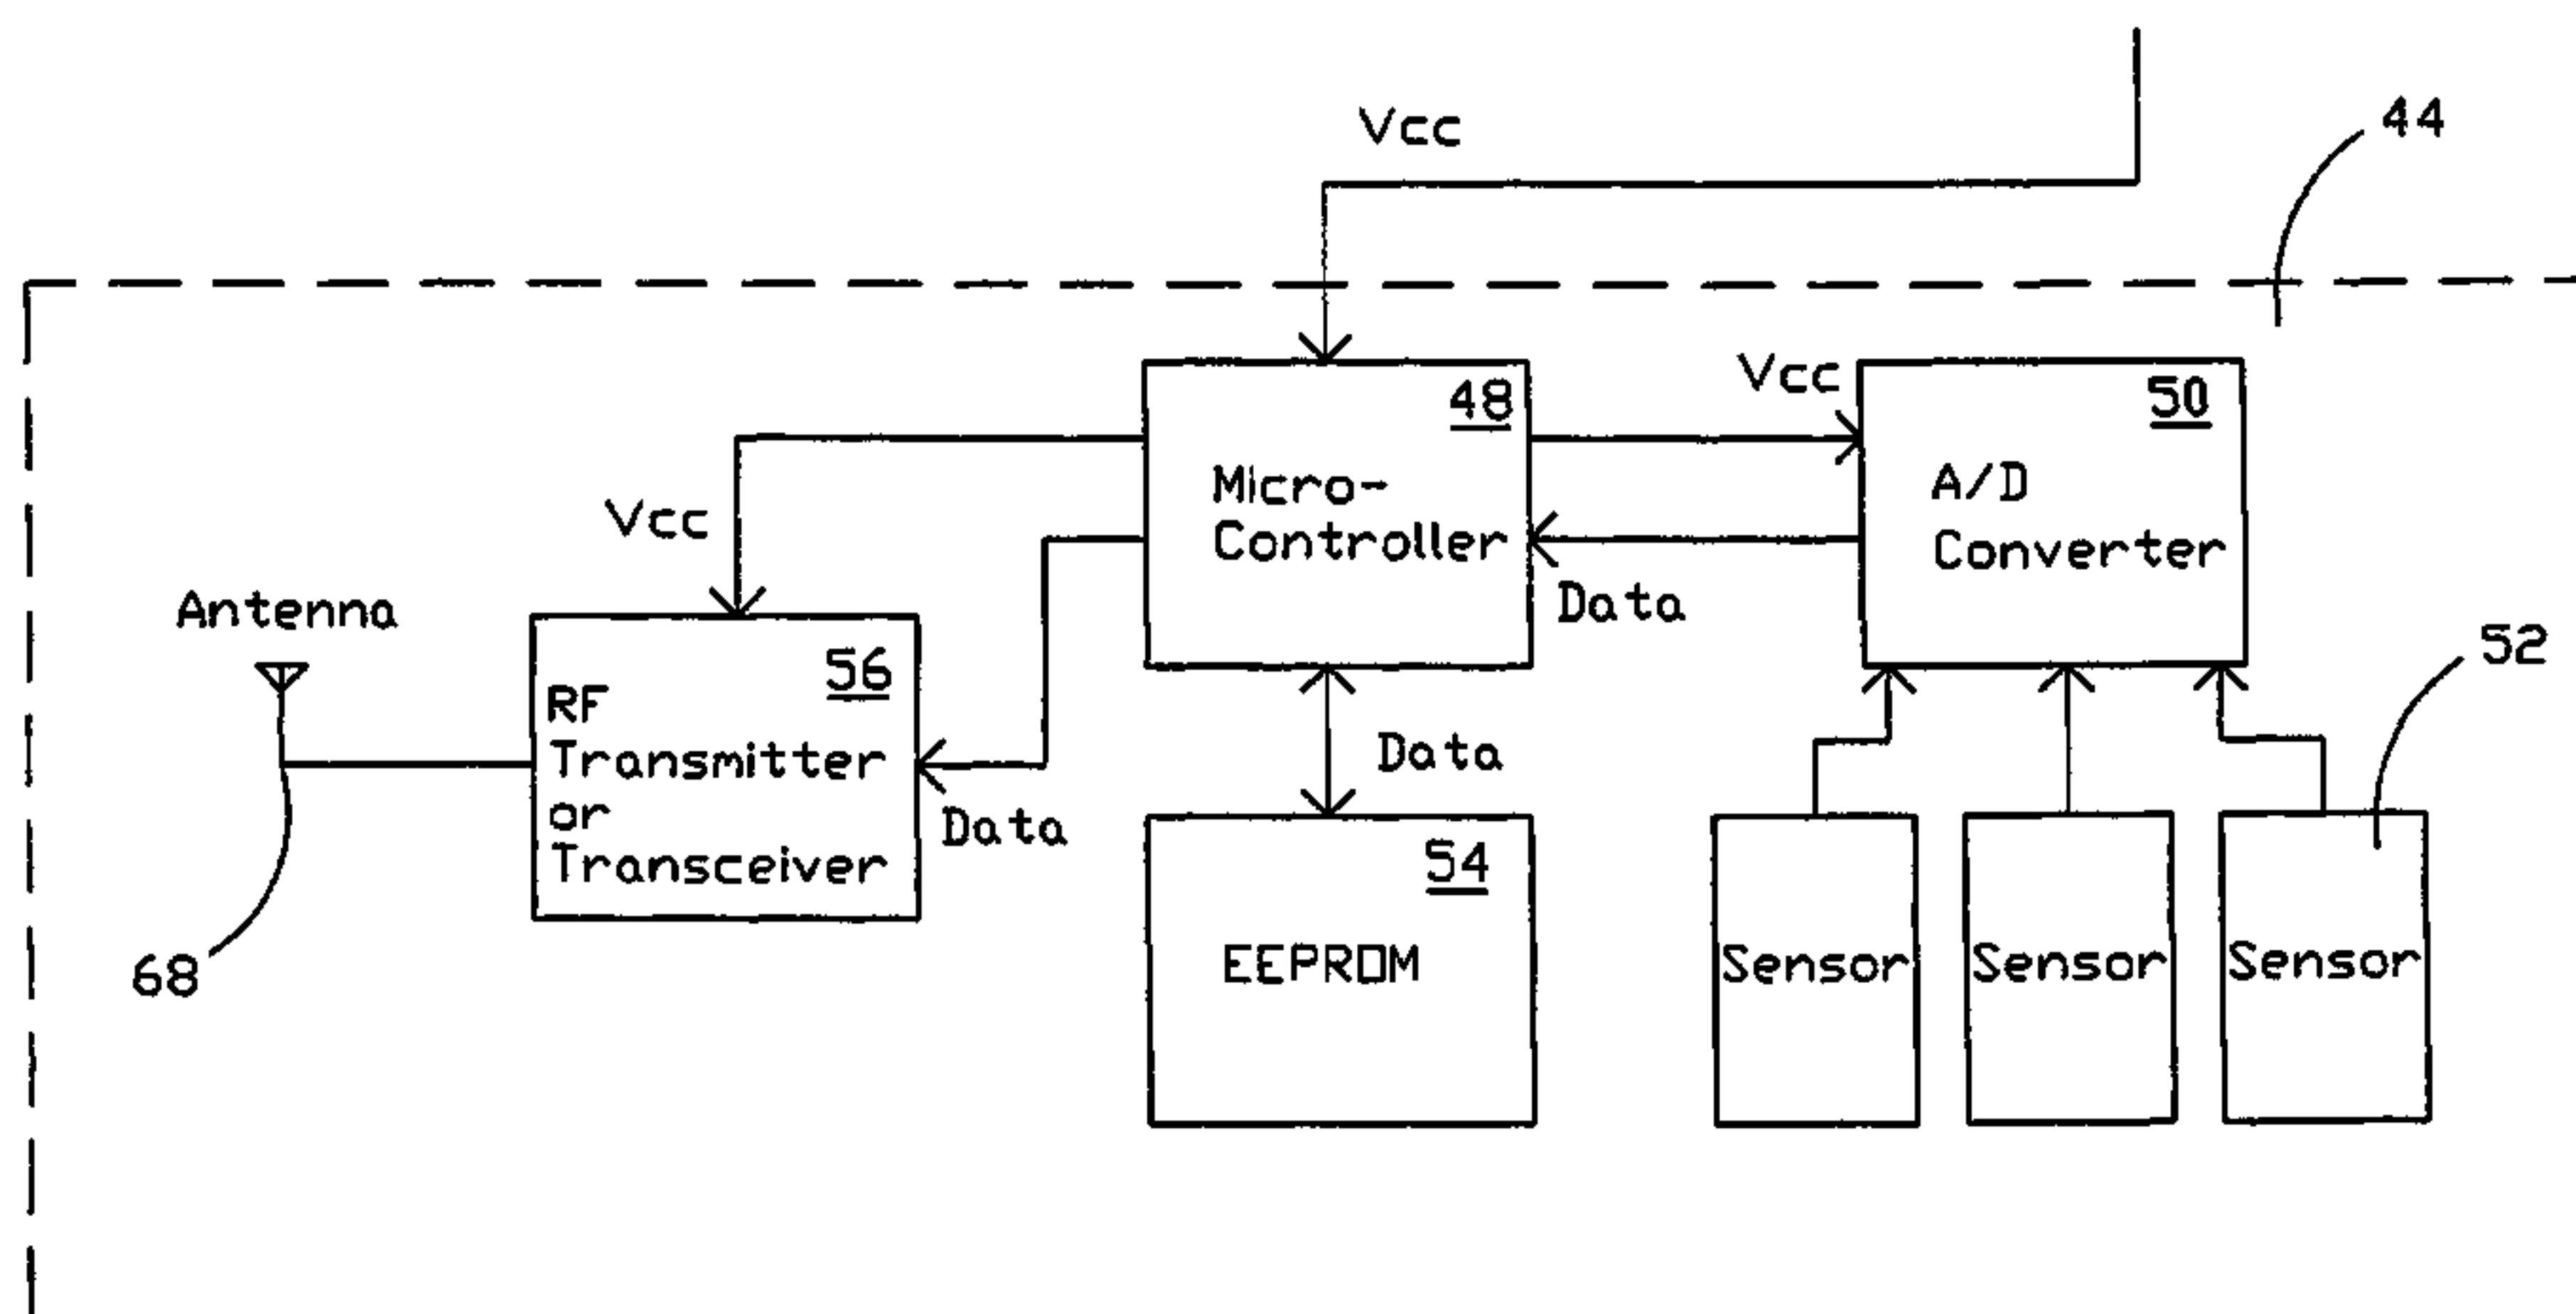 Vcc
44
48
Micro-
Controller
Vcc
50
A/D
Converter
Vcc
Data
Antenna
56
RF
Transmitter
or
Transceiver
Data
Data
52
54
EEPROM
Sensor
Sensor
Sensor
68